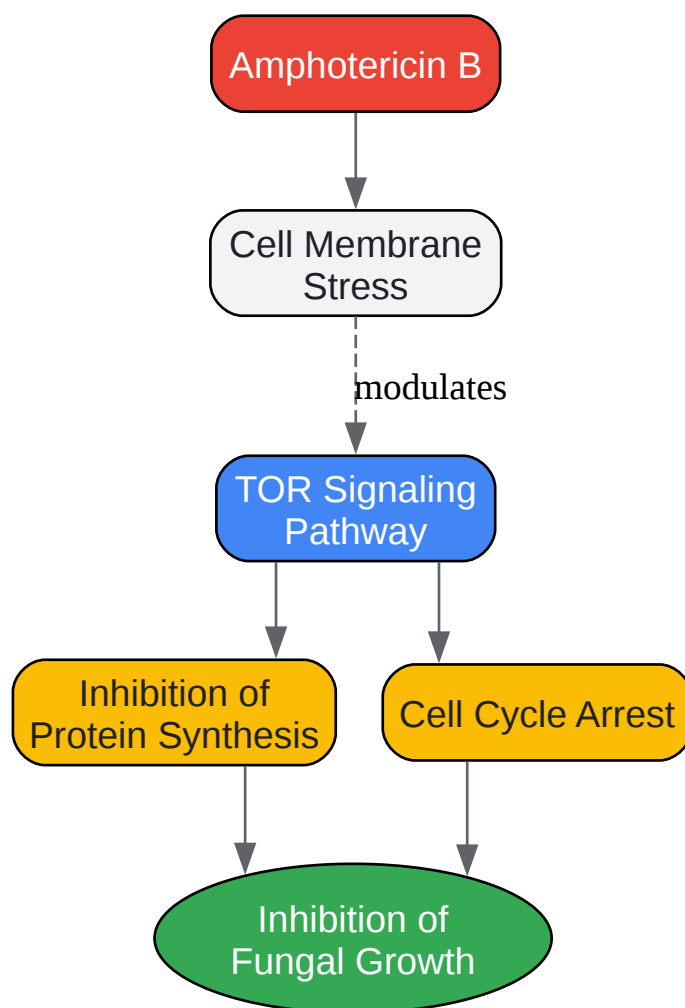 Amphotericin B
Cell Membrane
Stress
modulates
TOR Signaling
Pathway
Inhibition of
Protein Synthesis
Cell Cycle Arrest
Inhibition of
Fungal Growth